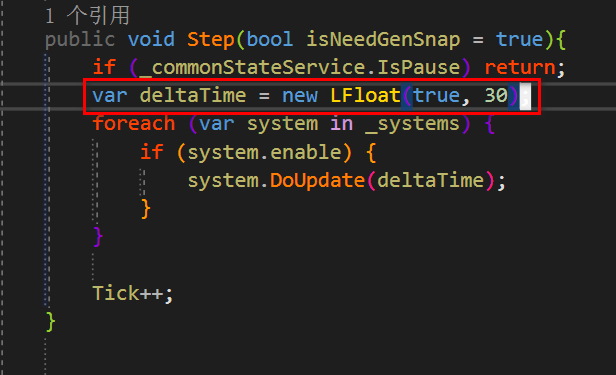 1 个引用
public void Step(bool isNeedGenSnap = true){
if (_commonStateService.IsPause) return;
var deltaTime = new LFloat(true, 30);
foreach (var system in _systems) {
if (system.enable) {
system.DoUpdate(deltaTime);
}
}
Tick++;
}